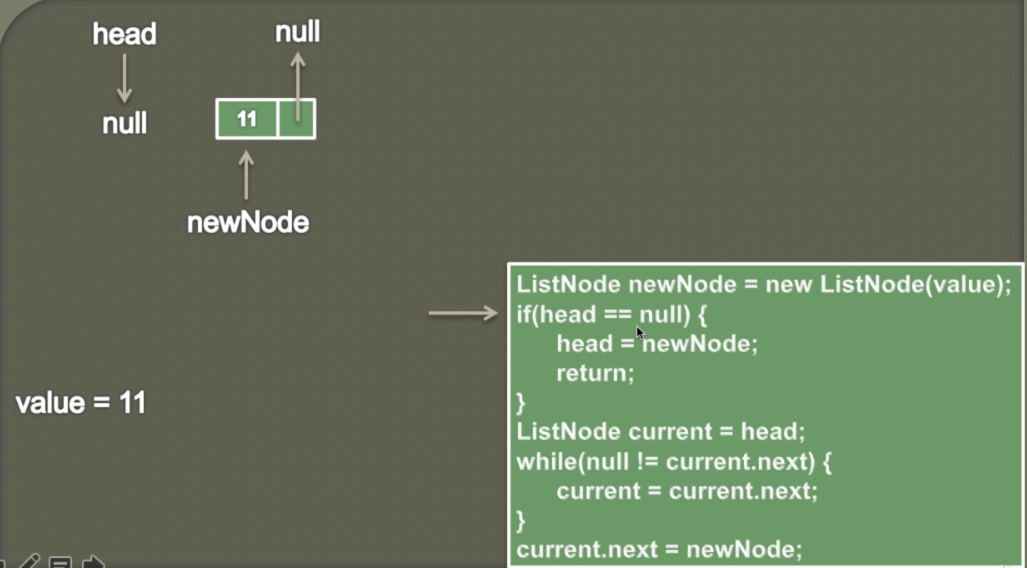 head
null
null
11
newNode
value = 11
ListNode newNode = new ListNode(value);
if(head == null) {
head = newNode;
return;
}
ListNode current = head;
while(null != current.next) {
current = current.next;
}
current.next = newNode;